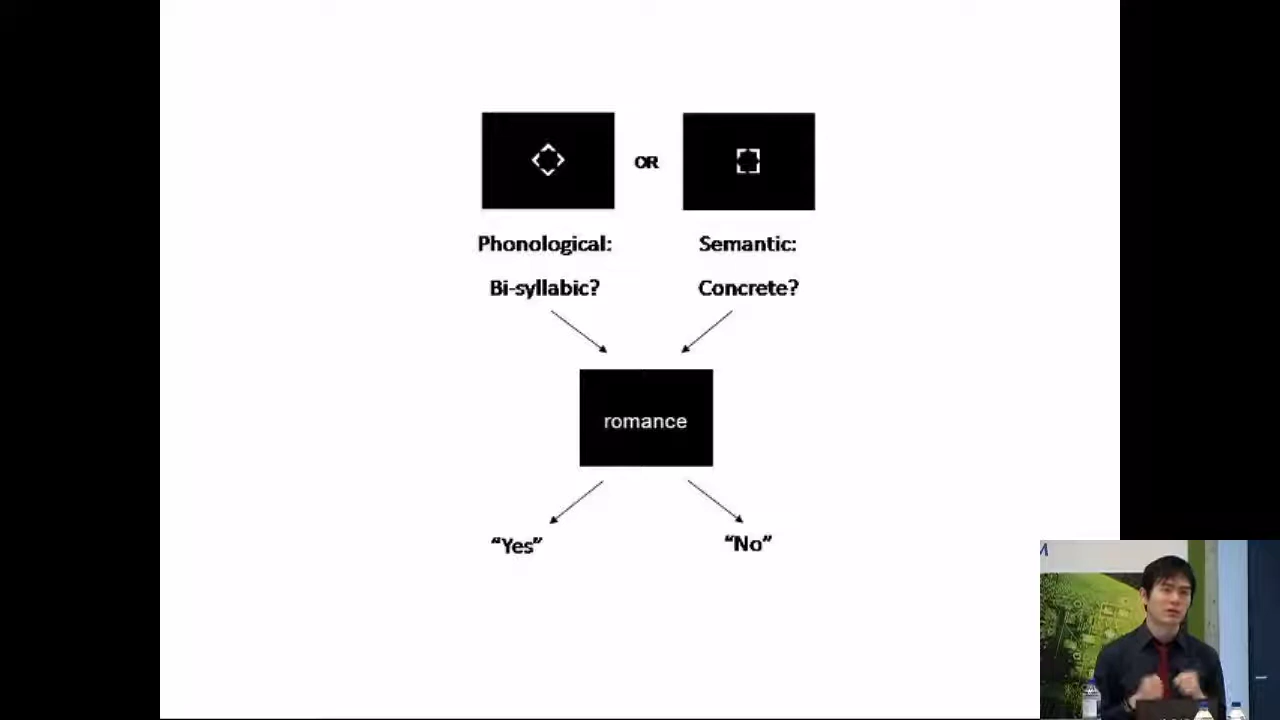 OR
Phonological:
Semantic:
Bi-syllabic?
Concrete?
romance
“Yes”
“No”